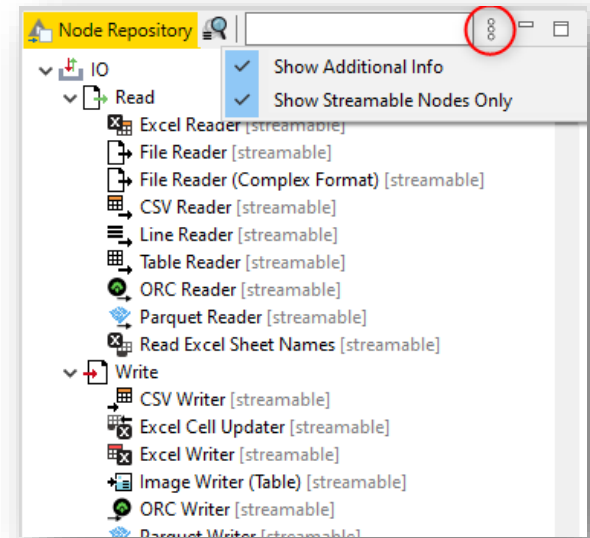 Node Repository
Show Additional Info
Show Streamable Nodes Only
IO
Read
Excel Reader [streamable]
File Reader [streamable]
File Reader (Complex Format) [streamable]
CSV Reader [streamable]
Line Reader [streamable]
Table Reader [streamable]
ORC Reader [streamable]
Parquet Reader [streamable]
Read Excel Sheet Names [streamable]
Write
CSV Writer [streamable]
Excel Cell Updater [streamable]
Excel Writer [streamable]
Image Writer (Table) [streamable]
ORC Writer [streamable]
Parquet Writer [streamable]